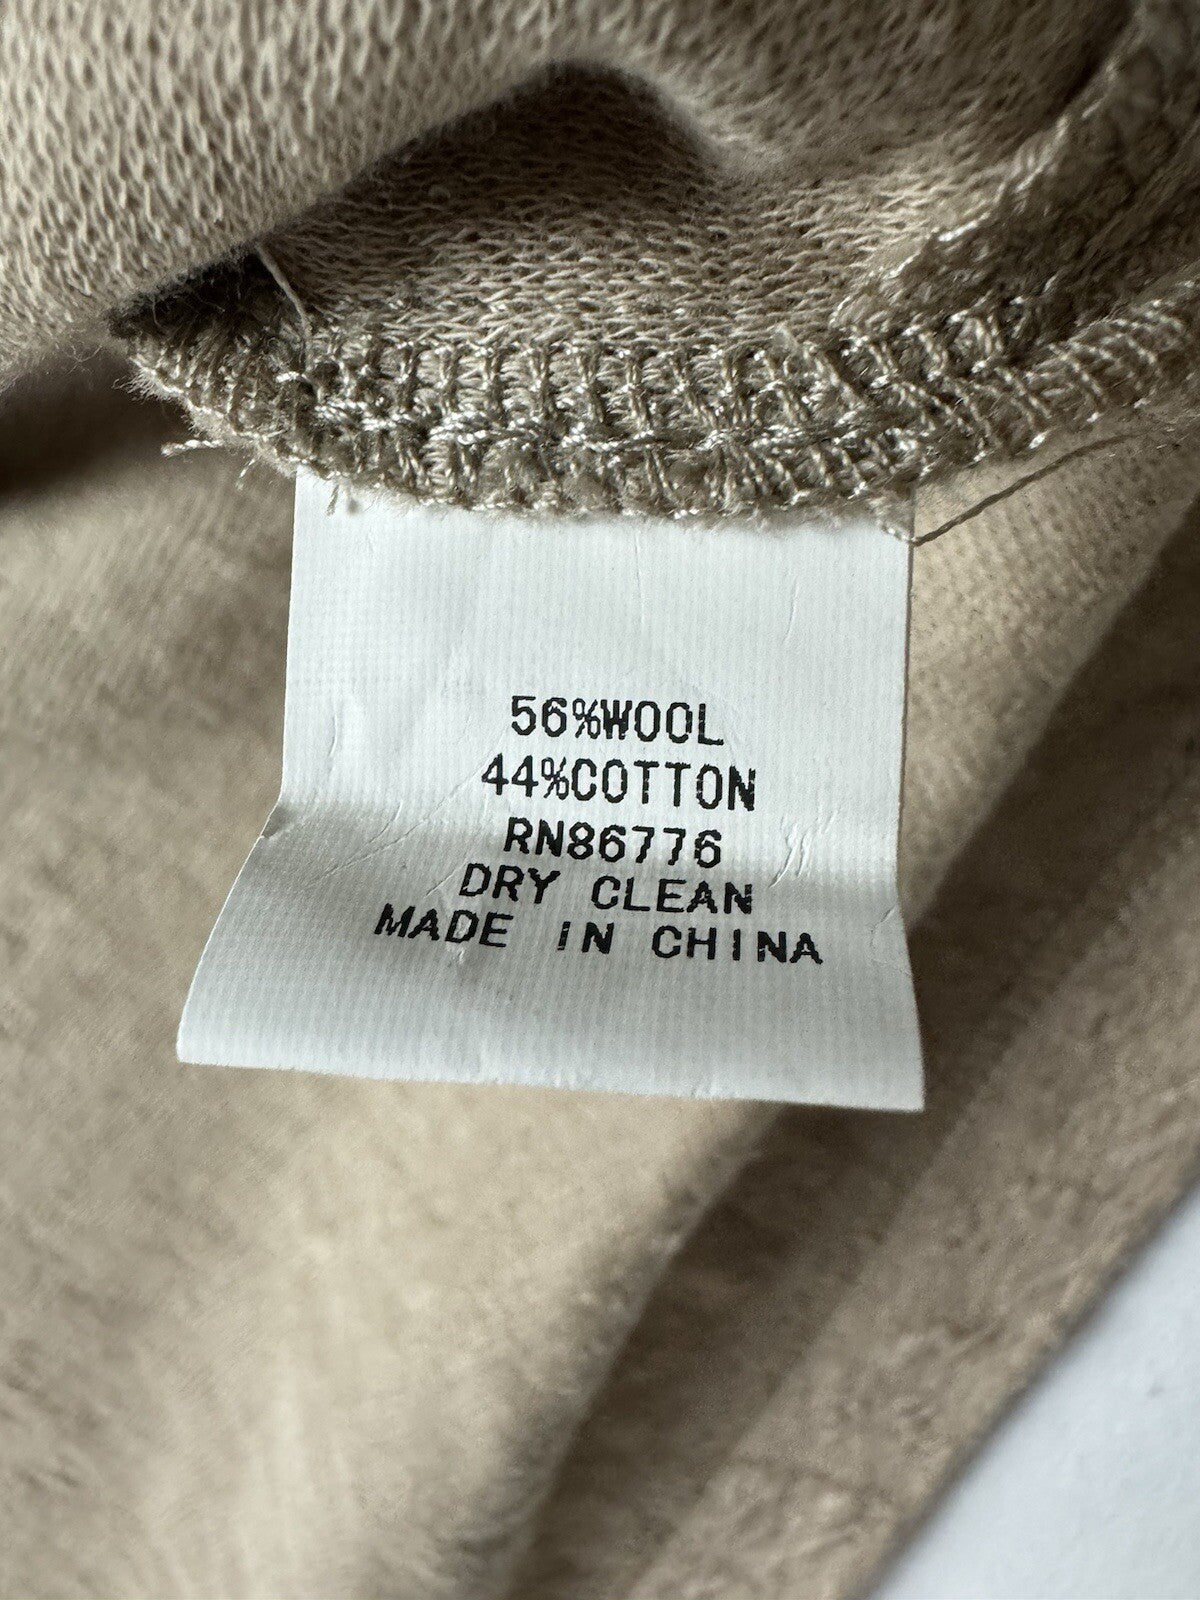 56%WOOL
44%COTTON
RN86776
DRY CLEAN
MADE IN CHINA